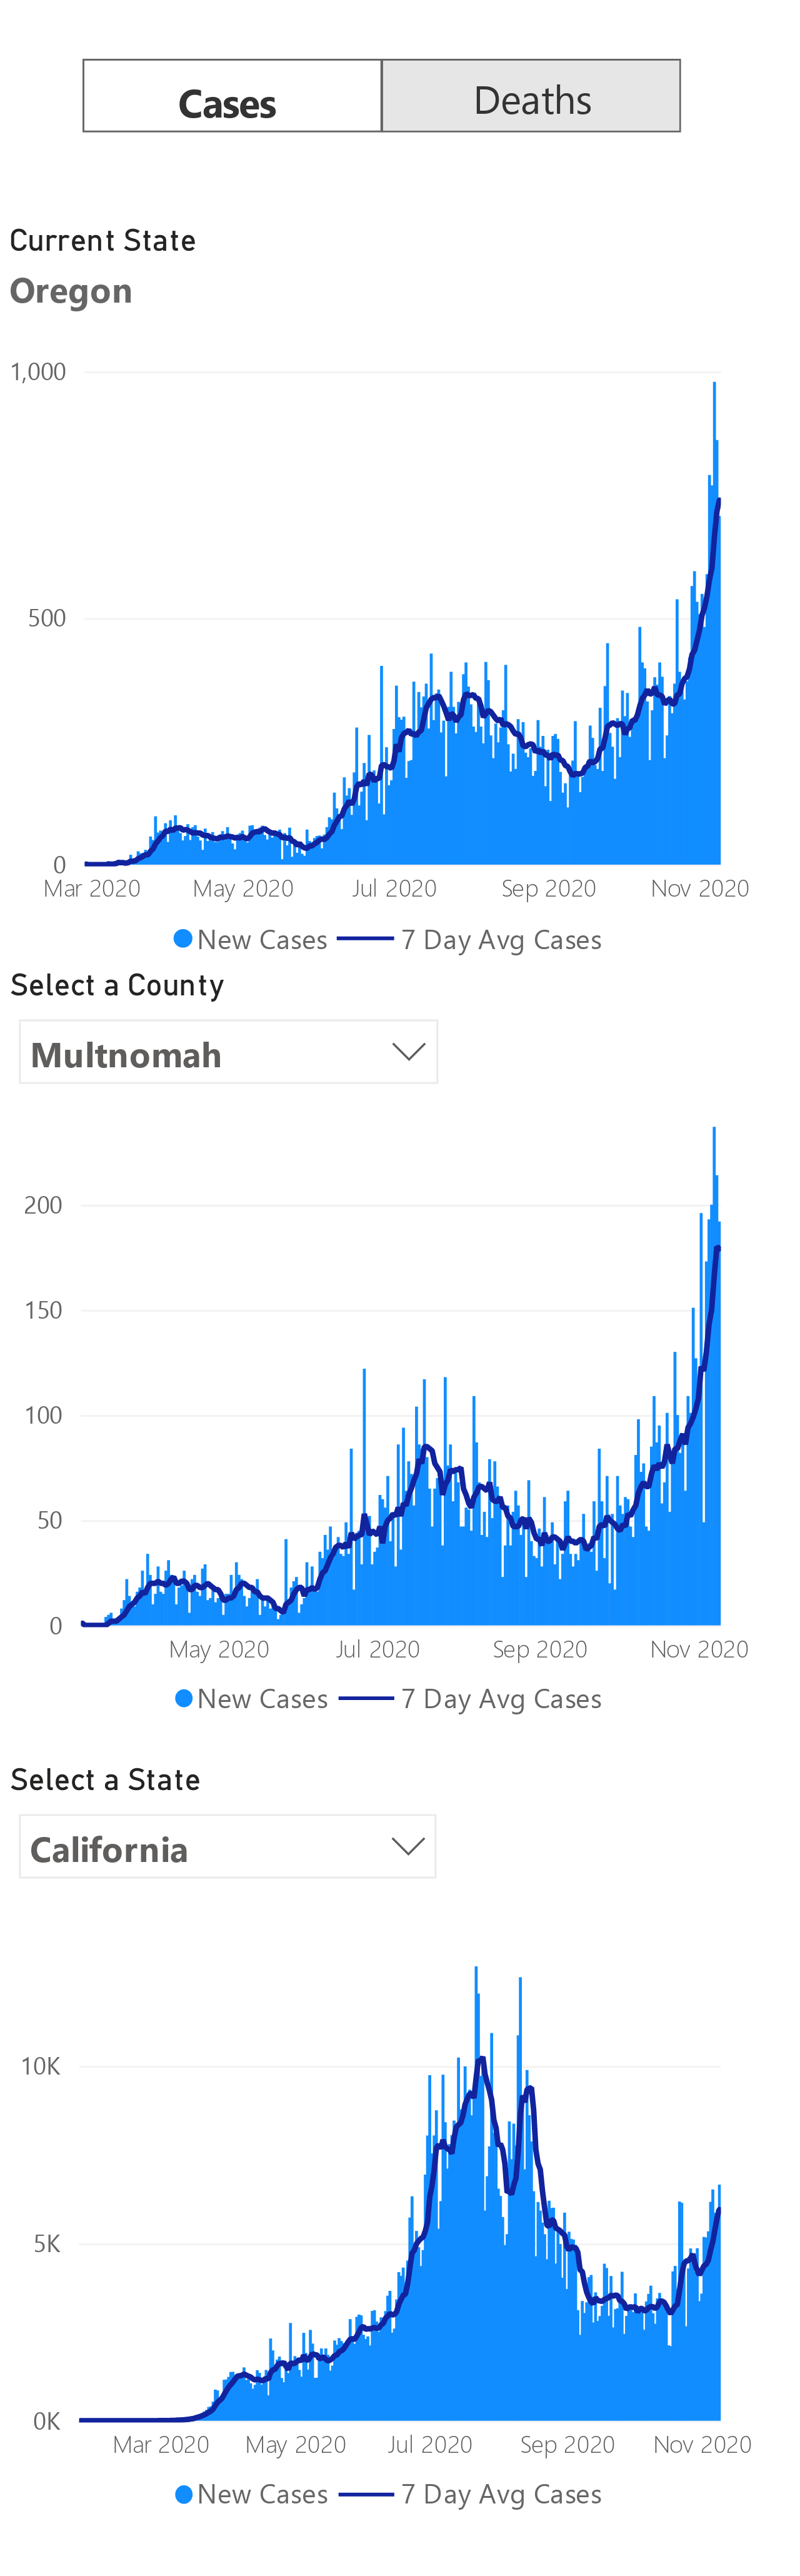 Cases Deaths
Current State
Oregon
1,000
500
0
Mar 2020 May 2020 Jul 2020 Sep 2020 Nov 2020
New Cases 7 Day Avg Cases
Select a County
Multnomah
200
150
100
50
0
May 2020 Jul 2020 Sep 2020 Nov 2020
New Cases 7 Day Avg Cases
Select a State
California
10K
5K
0K
Mar 2020 May 2020 Jul 2020 Sep 2020 Nov 2020
New Cases 7 Day Avg Cases